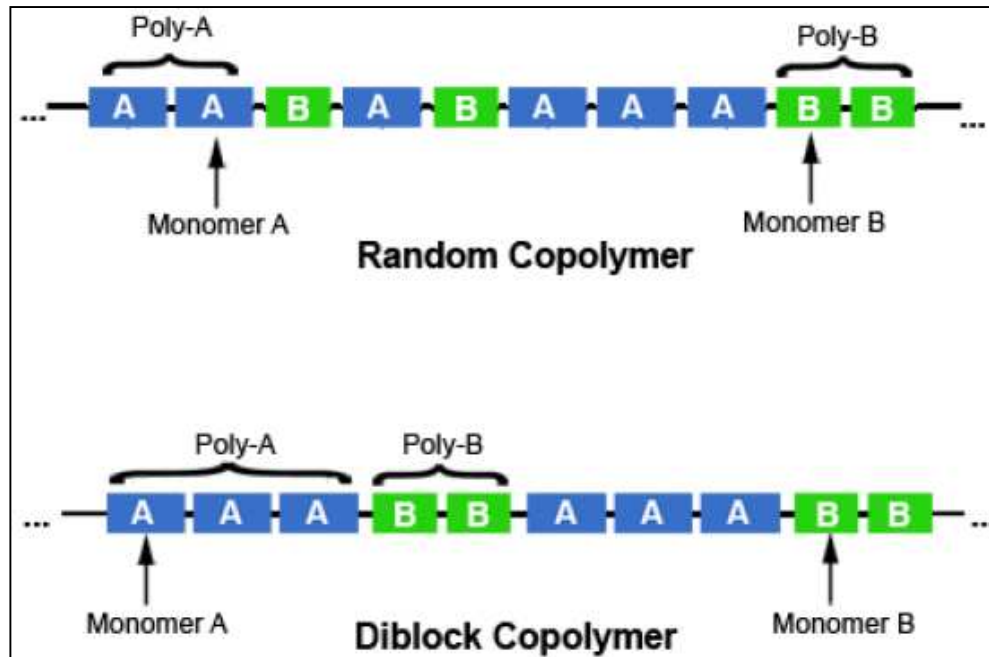 Poly-A Poly-B
... A A B A B A A A B B ...
Monomer A Monomer B
Random Copolymer
Poly-A Poly-B
... A A A B B A A A B B ...
Monomer A Monomer B
Diblock Copolymer